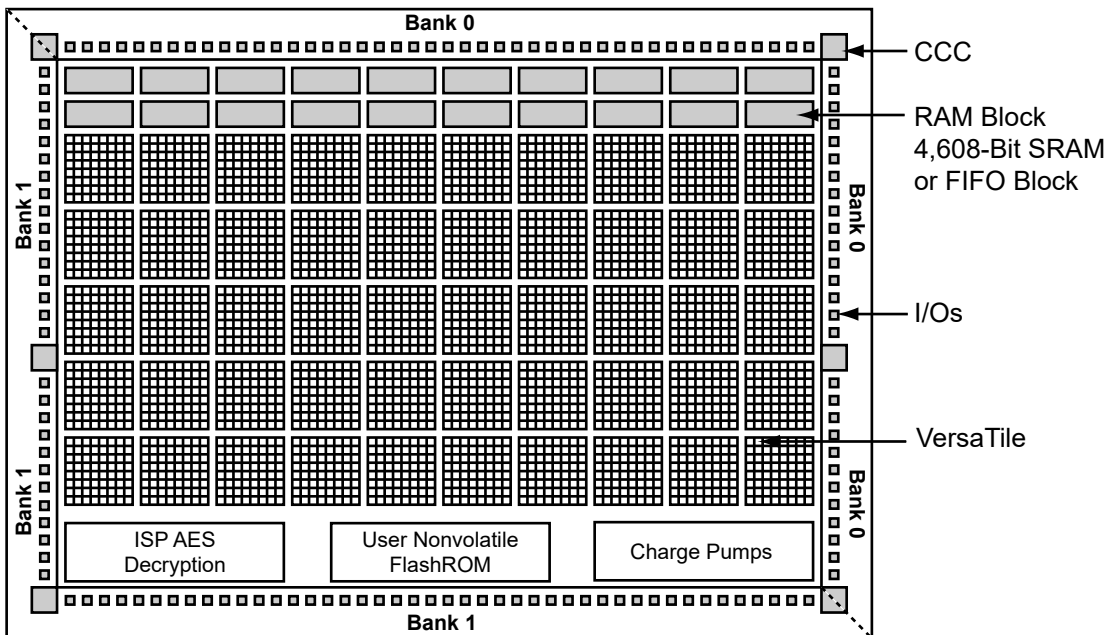 Bank 0
CCC
RAM Block
4,608-Bit SRAM
or FIFO Block
Bank 1
Bank 0
I/Os
VersaTile
Bank 1
Bank 0
ISP AES
Decryption
User Nonvolatile
FlashROM
Charge Pumps
Bank 1